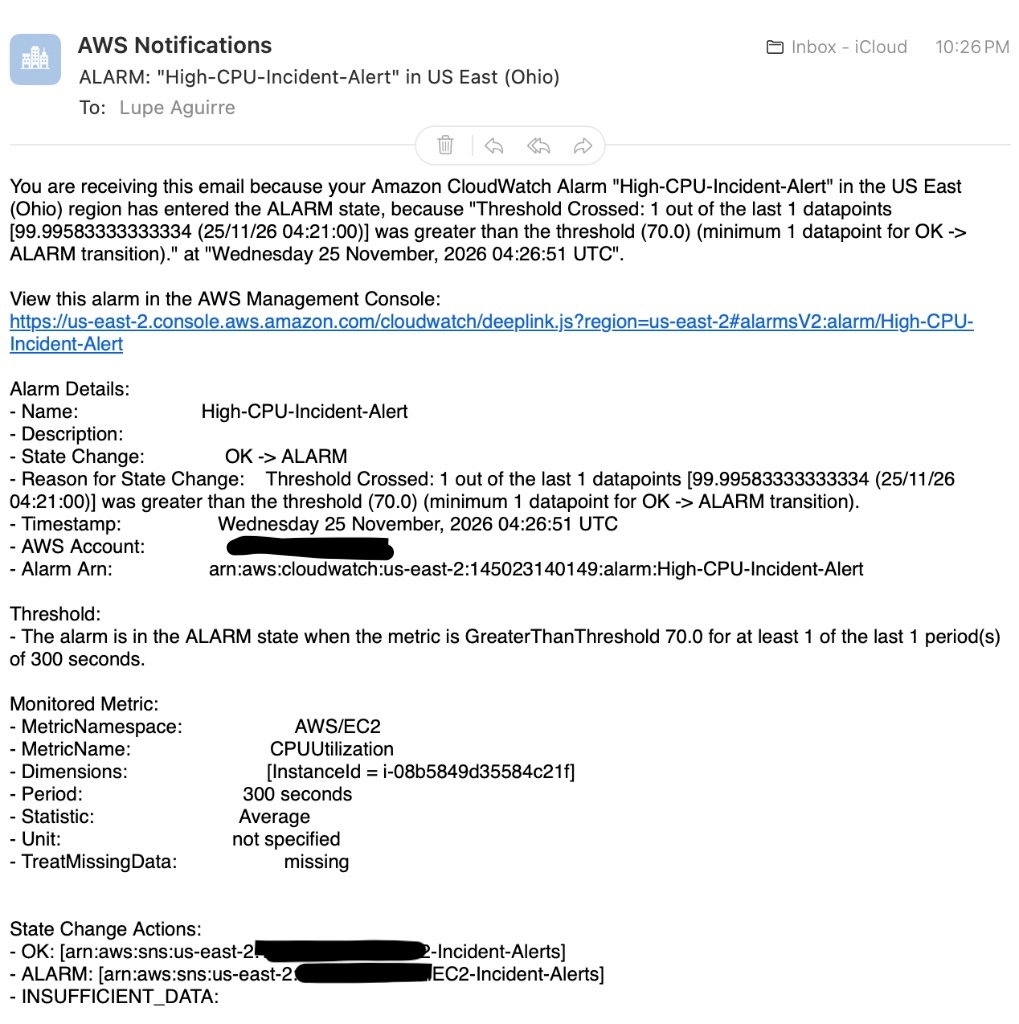 AWS Notifications
Inbox - iCloud 10:26 PM
ALARM: "High-CPU-Incident-Alert" in US East (Ohio)
To: Lupe Aguirre
You are receiving this email because your Amazon CloudWatch Alarm "High-CPU-Incident-Alert" in the US East
(Ohio) region has entered the ALARM state, because "Threshold Crossed: 1 out of the last 1 datapoints
[99.99583333333334 (25/11/26 04:21:00)] was greater than the threshold (70.0) (minimum 1 datapoint for OK ->
ALARM transition)." at "Wednesday 25 November, 2026 04:26:51 UTC".
View this alarm in the AWS Management Console:
https://us-east-2.console.aws.amazon.com/cloudwatch/deeplink.js?region=us-east-2#alarmsV2:alarm/High-CPU-
Incident-Alert
Alarm Details:
- Name: High-CPU-Incident-Alert
- Description:
- State Change: OK -> ALARM
- Reason for State Change: Threshold Crossed: 1 out of the last 1 datapoints [99.99583333333334 (25/11/26
04:21:00)] was greater than the threshold (70.0) (minimum 1 datapoint for OK -> ALARM transition).
- Timestamp: Wednesday 25 November, 2026 04:26:51 UTC
- AWS Account:
- Alarm Arn: arn:aws:cloudwatch:us-east-2:145023140149:alarm:High-CPU-Incident-Alert
Threshold:
- The alarm is in the ALARM state when the metric is GreaterThanThreshold 70.0 for at least 1 of the last 1 period(s)
of 300 seconds.
Monitored Metric:
- MetricNamespace: AWS/EC2
- MetricName: CPUUtilization
- Dimensions: [InstanceId = i-08b5849d35584c21f]
- Period: 300 seconds
- Statistic: Average
- Unit: not specified
- TreatMissingData: missing
State Change Actions:
- OK: [arn:aws:sns:us-east-2: 2-Incident-Alerts]
- ALARM: [arn:aws:sns:us-east-2: EC2-Incident-Alerts]
- INSUFFICIENT_DATA: